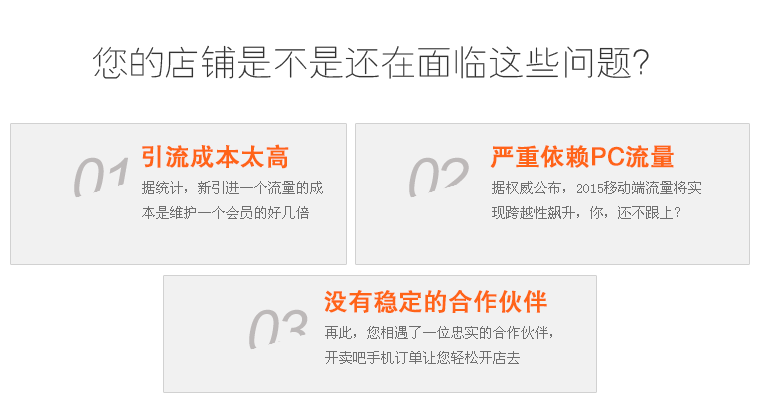 您的店铺是不是还在面临这些问题?
01
引流成本太高
据统计，新引进一个流量的成
本是维护一个会员的好几倍
02
严重依赖PC流量
据权威公布，2015移动端流量将实
现跨越性飙升，你，还不跟上？
03
没有稳定的合作伙伴
再此，您相遇了一位忠实的合作伙伴，
开卖吧手机订单让您轻松开店去